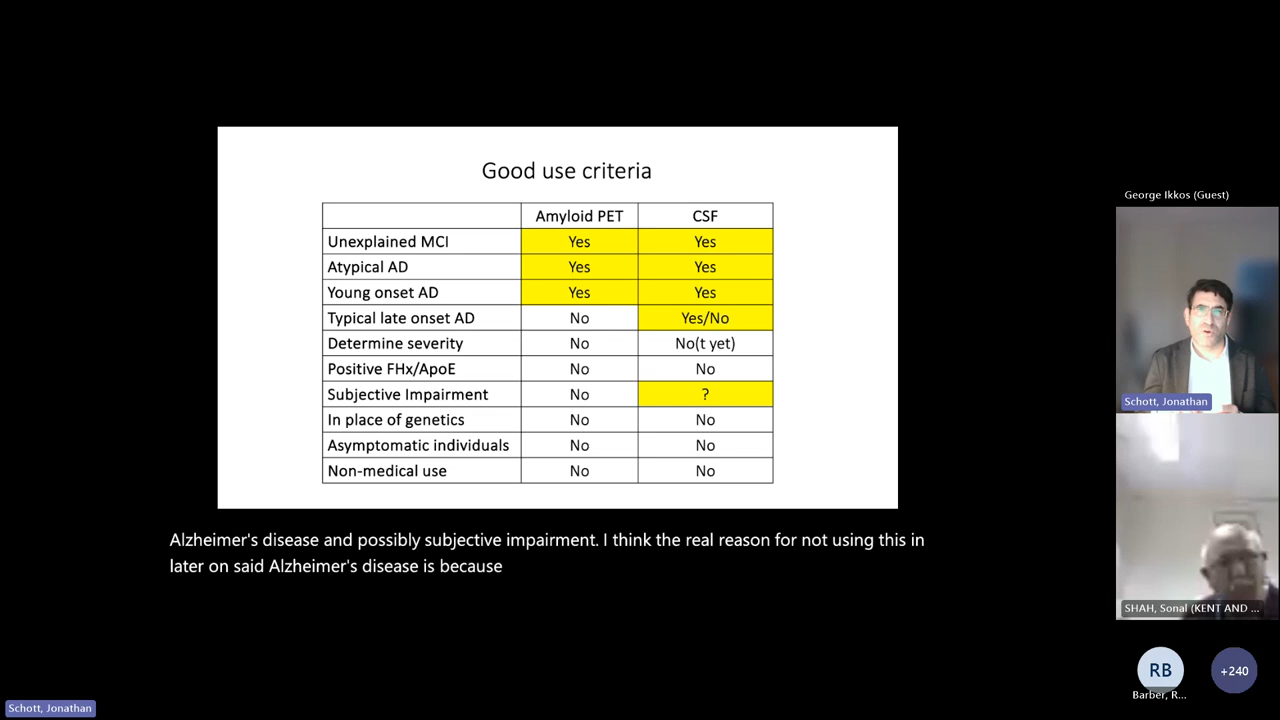 Good use criteria
Amyloid PET CSF
Unexplained MCI Yes Yes
Atypical AD Yes Yes
Young onset AD Yes Yes
Typical late onset AD No Yes/No
Determine severity No No(t yet)
Positive FHx/ApoE No No
Subjective Impairment No ?
In place of genetics No No
Asymptomatic individuals No No
Non-medical use No No
Alzheimer's disease and possibly subjective impairment. I think the real reason for not using this in
later on said Alzheimer's disease is because
George Ikkos (Guest)
Schott, Jonathan
SHAH, Sonal (KENT AND ...
RB
+240
Barber, R...
Schott, Jonathan